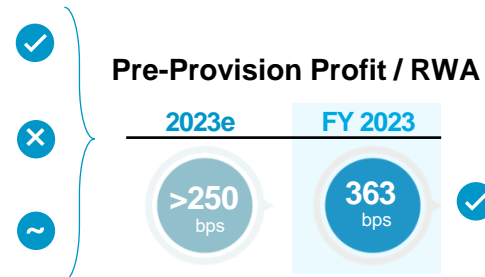 Pre-Provision Profit / RWA
2023e FY 2023
>250 363
bps bps
~